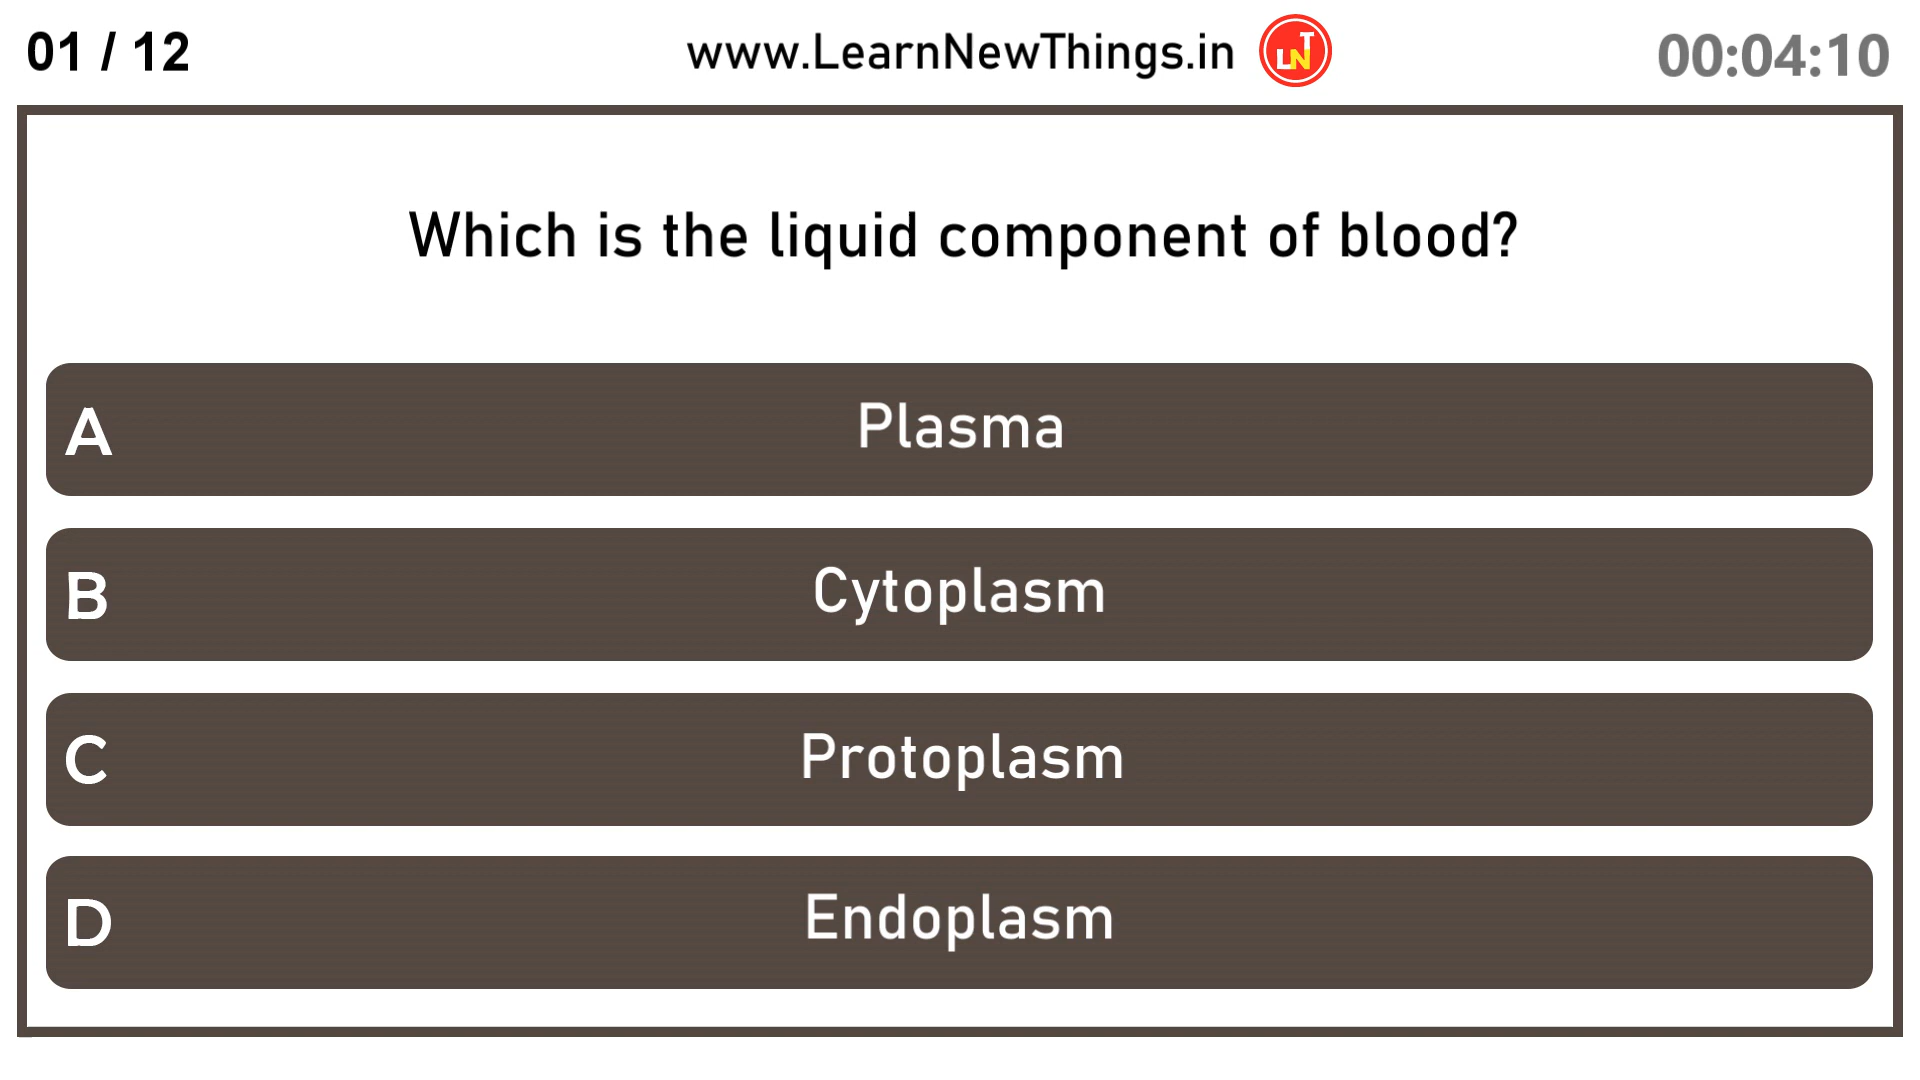 01 / 12
www.LearnNewThings.in
LNT
00:04:10
Which is the liquid component of blood?
A Plasma
B Cytoplasm
C Protoplasm
D Endoplasm